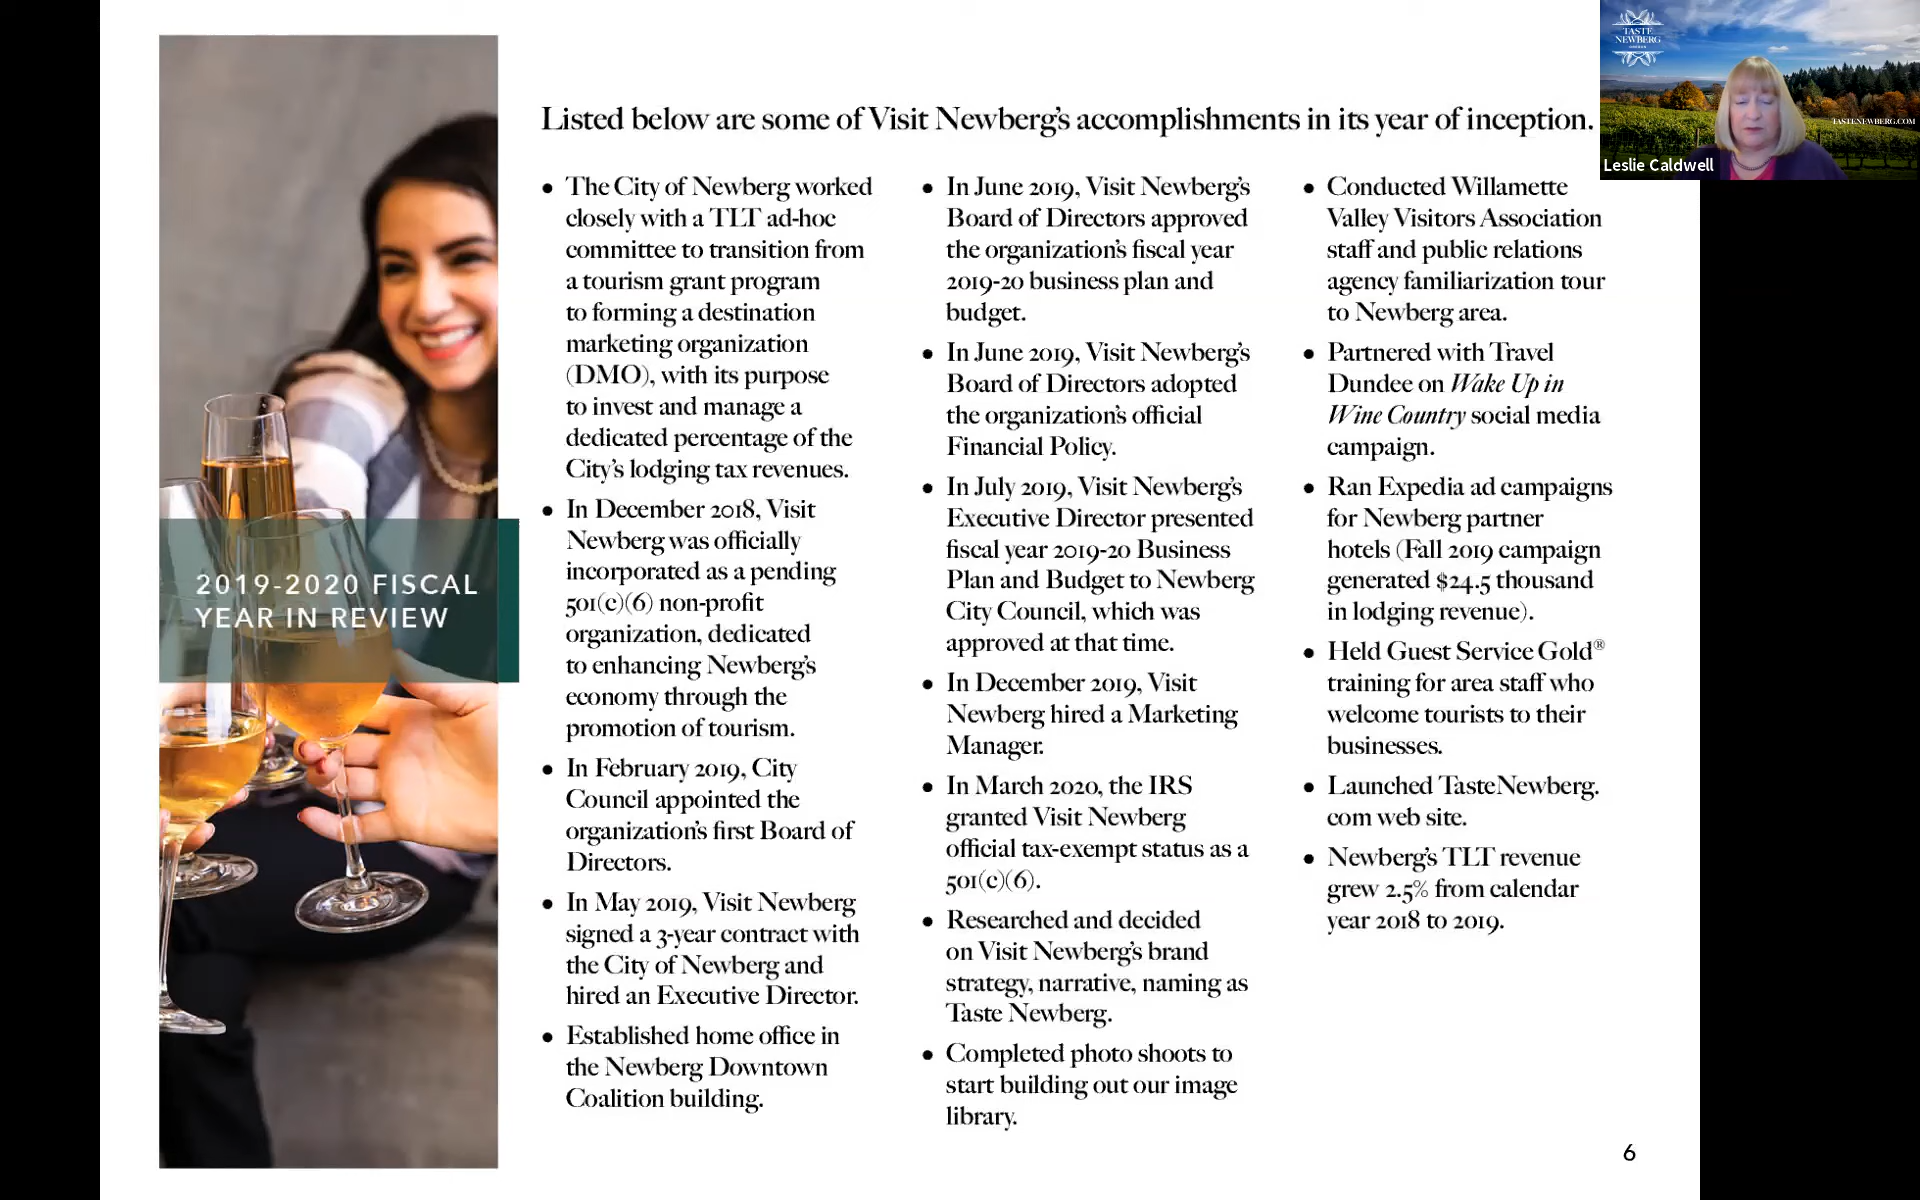 Listed below are some of Visit Newberg's accomplishments in its year of inception.
• The City of Newberg worked
closely with a TLT ad-hoc
committee to transition from
a tourism grant program
to forming a destination
marketing organization
(DMO), with its purpose
to invest and manage a
dedicated percentage of the
City's lodging tax revenues.
• In December 2018, Visit
Newberg was officially
incorporated as a pending
501(c)(6) non-profit
organization, dedicated
to enhancing Newberg's
economy through the
promotion of tourism.
• In February 2019, City
Council appointed the
organization's first Board of
Directors.
• In May 2019, Visit Newberg
signed a 3-year contract with
the City of Newberg and
hired an Executive Director.
• Established home office in
the Newberg Downtown
Coalition building.
• In June 2019, Visit Newberg's
Board of Directors approved
the organization's fiscal year
2019-20 business plan and
budget.
• In June 2019, Visit Newberg's
Board of Directors adopted
the organization's official
Financial Policy.
• In July 2019, Visit Newberg's
Executive Director presented
fiscal year 2019-20 Business
Plan and Budget to Newberg
City Council, which was
approved at that time.
• In December 2019, Visit
Newberg hired a Marketing
Manager.
• In March 2020, the IRS
granted Visit Newberg
official tax-exempt status as a
501(c)(6).
• Researched and decided
on Visit Newberg's brand
strategy, narrative, naming as
Taste Newberg.
• Completed photo shoots to
start building out our image
library.
• Conducted Willamette
Valley Visitors Association
staff and public relations
agency familiarization tour
to Newberg area.
• Partnered with Travel
Dundee on Wake Up in
Wine Country social media
campaign.
• Ran Expedia ad campaigns
for Newberg partner
hotels (Fall 2019 campaign
generated $24.5 thousand
in lodging revenue).
• Held Guest Service Gold®
training for area staff who
welcome tourists to their
businesses.
• Launched TasteNewberg.
com web site.
• Newberg's TLT revenue
grew 2.5% from calendar
year 2018 to 2019.
2019-2020 FISCAL
YEAR IN REVIEW
6
TASTE
NEWBERG
OREGON
TASTENEWBERG.COM
Leslie Caldwell